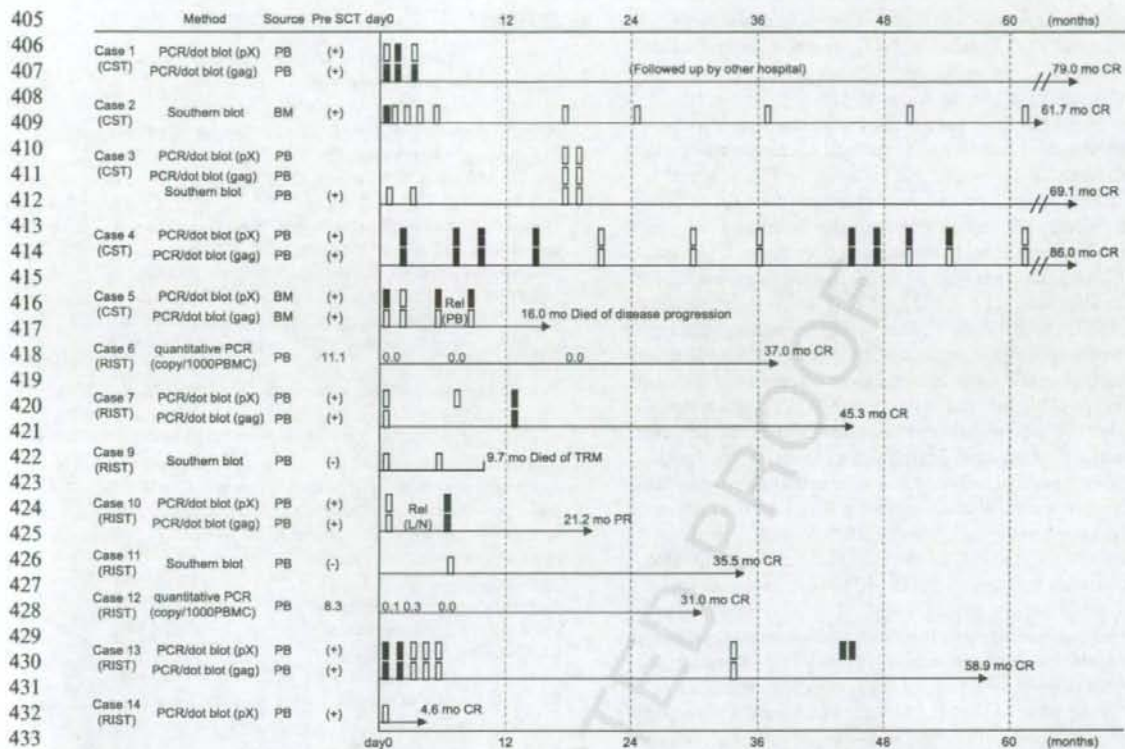 405 Method Source Pre SCT day0 12 24 36 48 60 (months)
406 Case 1 PCR/dot blot (pX) PB (+)
407 (CST) PCR/dot blot (gag) PB (+) (Followed up by other hospital) 79.0 mo CR
408 Case 2
409 (CST) Southern blot BM (+) 61.7 mo CR
410 Case 3 PCR/dot blot (pX) PB
411 (CST) PCR/dot blot (gag) PB
412 Southern blot PB (+) 69.1 mo CR
413 Case 4 PCR/dot blot (pX) PB (+)
414 (CST) PCR/dot blot (gag) PB (+) 86.0 mo CR
415
416 Case 5 PCR/dot blot (pX) BM (+) Rel
417 (CST) PCR/dot blot (gag) BM (+) (PB) 16.0 mo Died of disease progression
418 Case 6 (RIST) quantitative PCR (copy/1000PBMC) PB 11.1 0.0 0.0 0.0 37.0 mo CR
419
420 Case 7 PCR/dot blot (pX) PB (+)
421 (RIST) PCR/dot blot (gag) PB (+) 45.3 mo CR
422 Case 9 (RIST) Southern blot PB (-) 9.7 mo Died of TRM
423
424 Case 10 PCR/dot blot (pX) PB (+) Rel
425 (RIST) PCR/dot blot (gag) PB (+) (L/N) 21.2 mo PR
426 Case 11 (RIST) Southern blot PB (-) 35.5 mo CR
427 Case 12 quantitative PCR
428 (RIST) (copy/1000PBMC) PB 8.3 0.1 0.3 0.0 31.0 mo CR
429 Case 13 PCR/dot blot (pX) PB (+)
430 (RIST) PCR/dot blot (gag) PB (+) 58.9 mo CR
431
432 Case 14 (RIST) PCR/dot blot (pX) PB (+) 4.6 mo CR
433 day0 12 24 36 48 60 (months)
TED PROOF